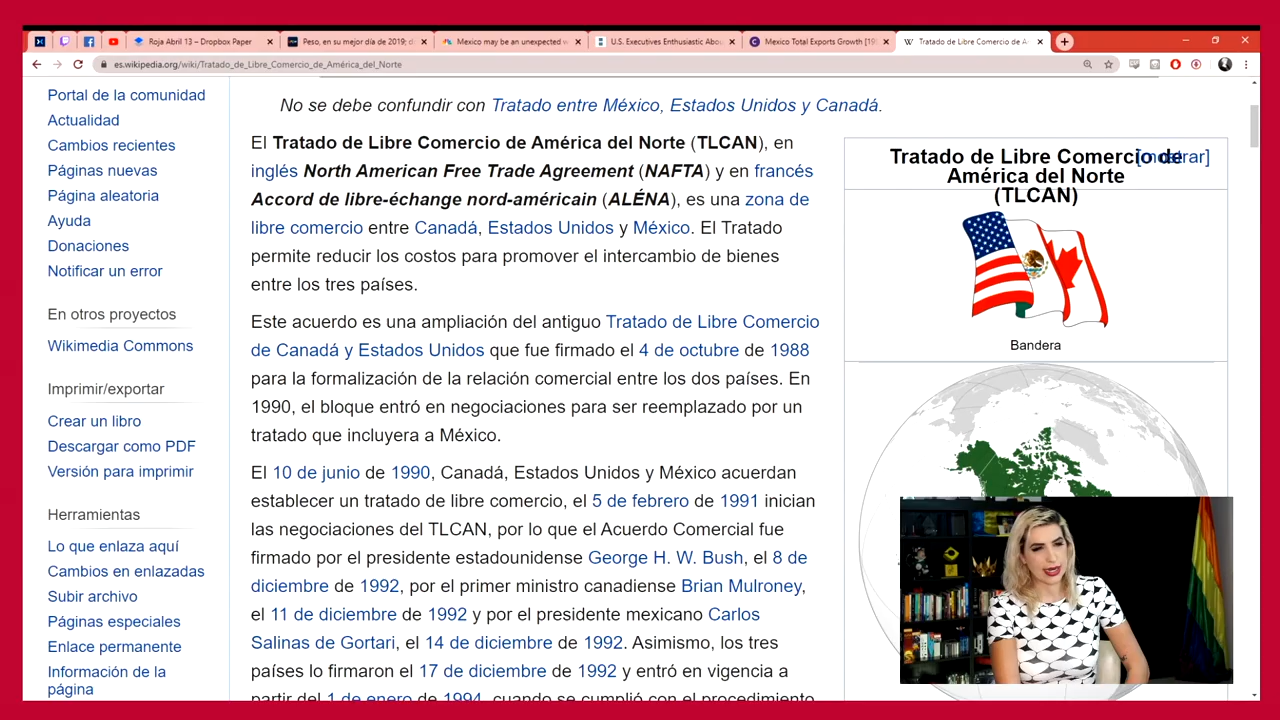 Roja Abril 13 – Dropbox Paper
Peso, en su mejor día de 2019; d
Mexico may be an unexpected w
U.S. Executives Enthusiastic Abou
Mexico Total Exports Growth [19
Tratado de Libre Comercio de A
es.wikipedia.org/wiki/Tratado_de_Libre_Comercio_de_América_del_Norte
Portal de la comunidad
Actualidad
Cambios recientes
Páginas nuevas
Página aleatoria
Ayuda
Donaciones
Notificar un error
En otros proyectos
Wikimedia Commons
Imprimir/exportar
Crear un libro
Descargar como PDF
Versión para imprimir
Herramientas
Lo que enlaza aquí
Cambios en enlazadas
Subir archivo
Páginas especiales
Enlace permanente
Información de la
página
No se debe confundir con Tratado entre México, Estados Unidos y Canadá.
El Tratado de Libre Comercio de América del Norte (TLCAN), en
inglés North American Free Trade Agreement (NAFTA) y en francés
Accord de libre-échange nord-américain (ALÉNA), es una zona de
libre comercio entre Canadá, Estados Unidos y México. El Tratado
permite reducir los costos para promover el intercambio de bienes
entre los tres países.
Este acuerdo es una ampliación del antiguo Tratado de Libre Comercio
de Canadá y Estados Unidos que fue firmado el 4 de octubre de 1988
para la formalización de la relación comercial entre los dos países. En
1990, el bloque entró en negociaciones para ser reemplazado por un
tratado que incluyera a México.
El 10 de junio de 1990, Canadá, Estados Unidos y México acuerdan
establecer un tratado de libre comercio, el 5 de febrero de 1991 inician
las negociaciones del TLCAN, por lo que el Acuerdo Comercial fue
firmado por el presidente estadounidense George H. W. Bush, el 8 de
diciembre de 1992, por el primer ministro canadiense Brian Mulroney,
el 11 de diciembre de 1992 y por el presidente mexicano Carlos
Salinas de Gortari, el 14 de diciembre de 1992. Asimismo, los tres
países lo firmaron el 17 de diciembre de 1992 y entró en vigencia a
partir del 1 de enero de 1994, cuando se cumplió con el procedimiento
Tratado de Libre Comercio de [mostrar]
América del Norte
(TLCAN)
Bandera